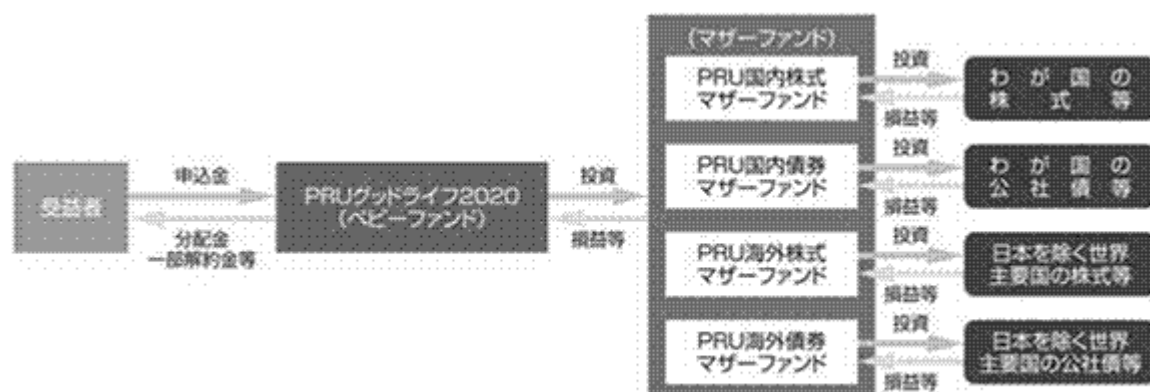 受益者
申込金
分配金
一部解約金等
PRUグッドライフ2020
(ベビーファンド)
投資
損益等
(マザーファンド)
PRU国内株式
マザーファンド
投資
損益等
わが国の
株式等
PRU国内債券
マザーファンド
投資
損益等
わが国の
公社債等
PRU海外株式
マザーファンド
投資
損益等
日本を除く世界
主要国の株式等
PRU海外債券
マザーファンド
投資
損益等
日本を除く世界
主要国の公社債等